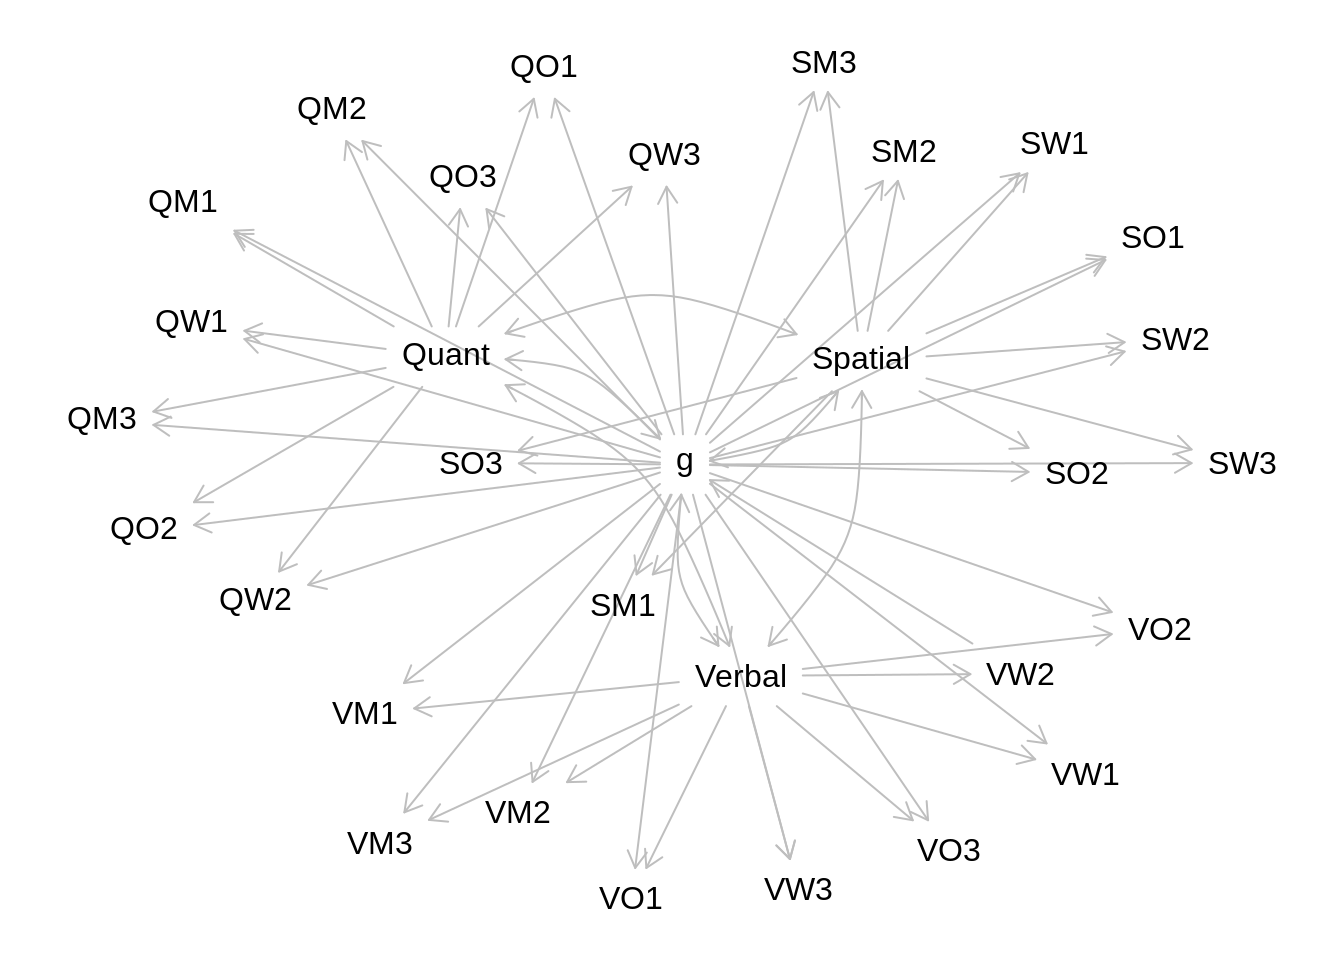 SM3
QO1
QM2
SW1
SM2
QW3
QO3
QM1
SO1
QW1
SW2
Quant
Spatial
QM3
g
SO3
SW3
SO2
QO2
QW2
SM1
VO2
VW2
Verbal
VM1
VW1
VM2
VM3
VO3
VW3
VO1